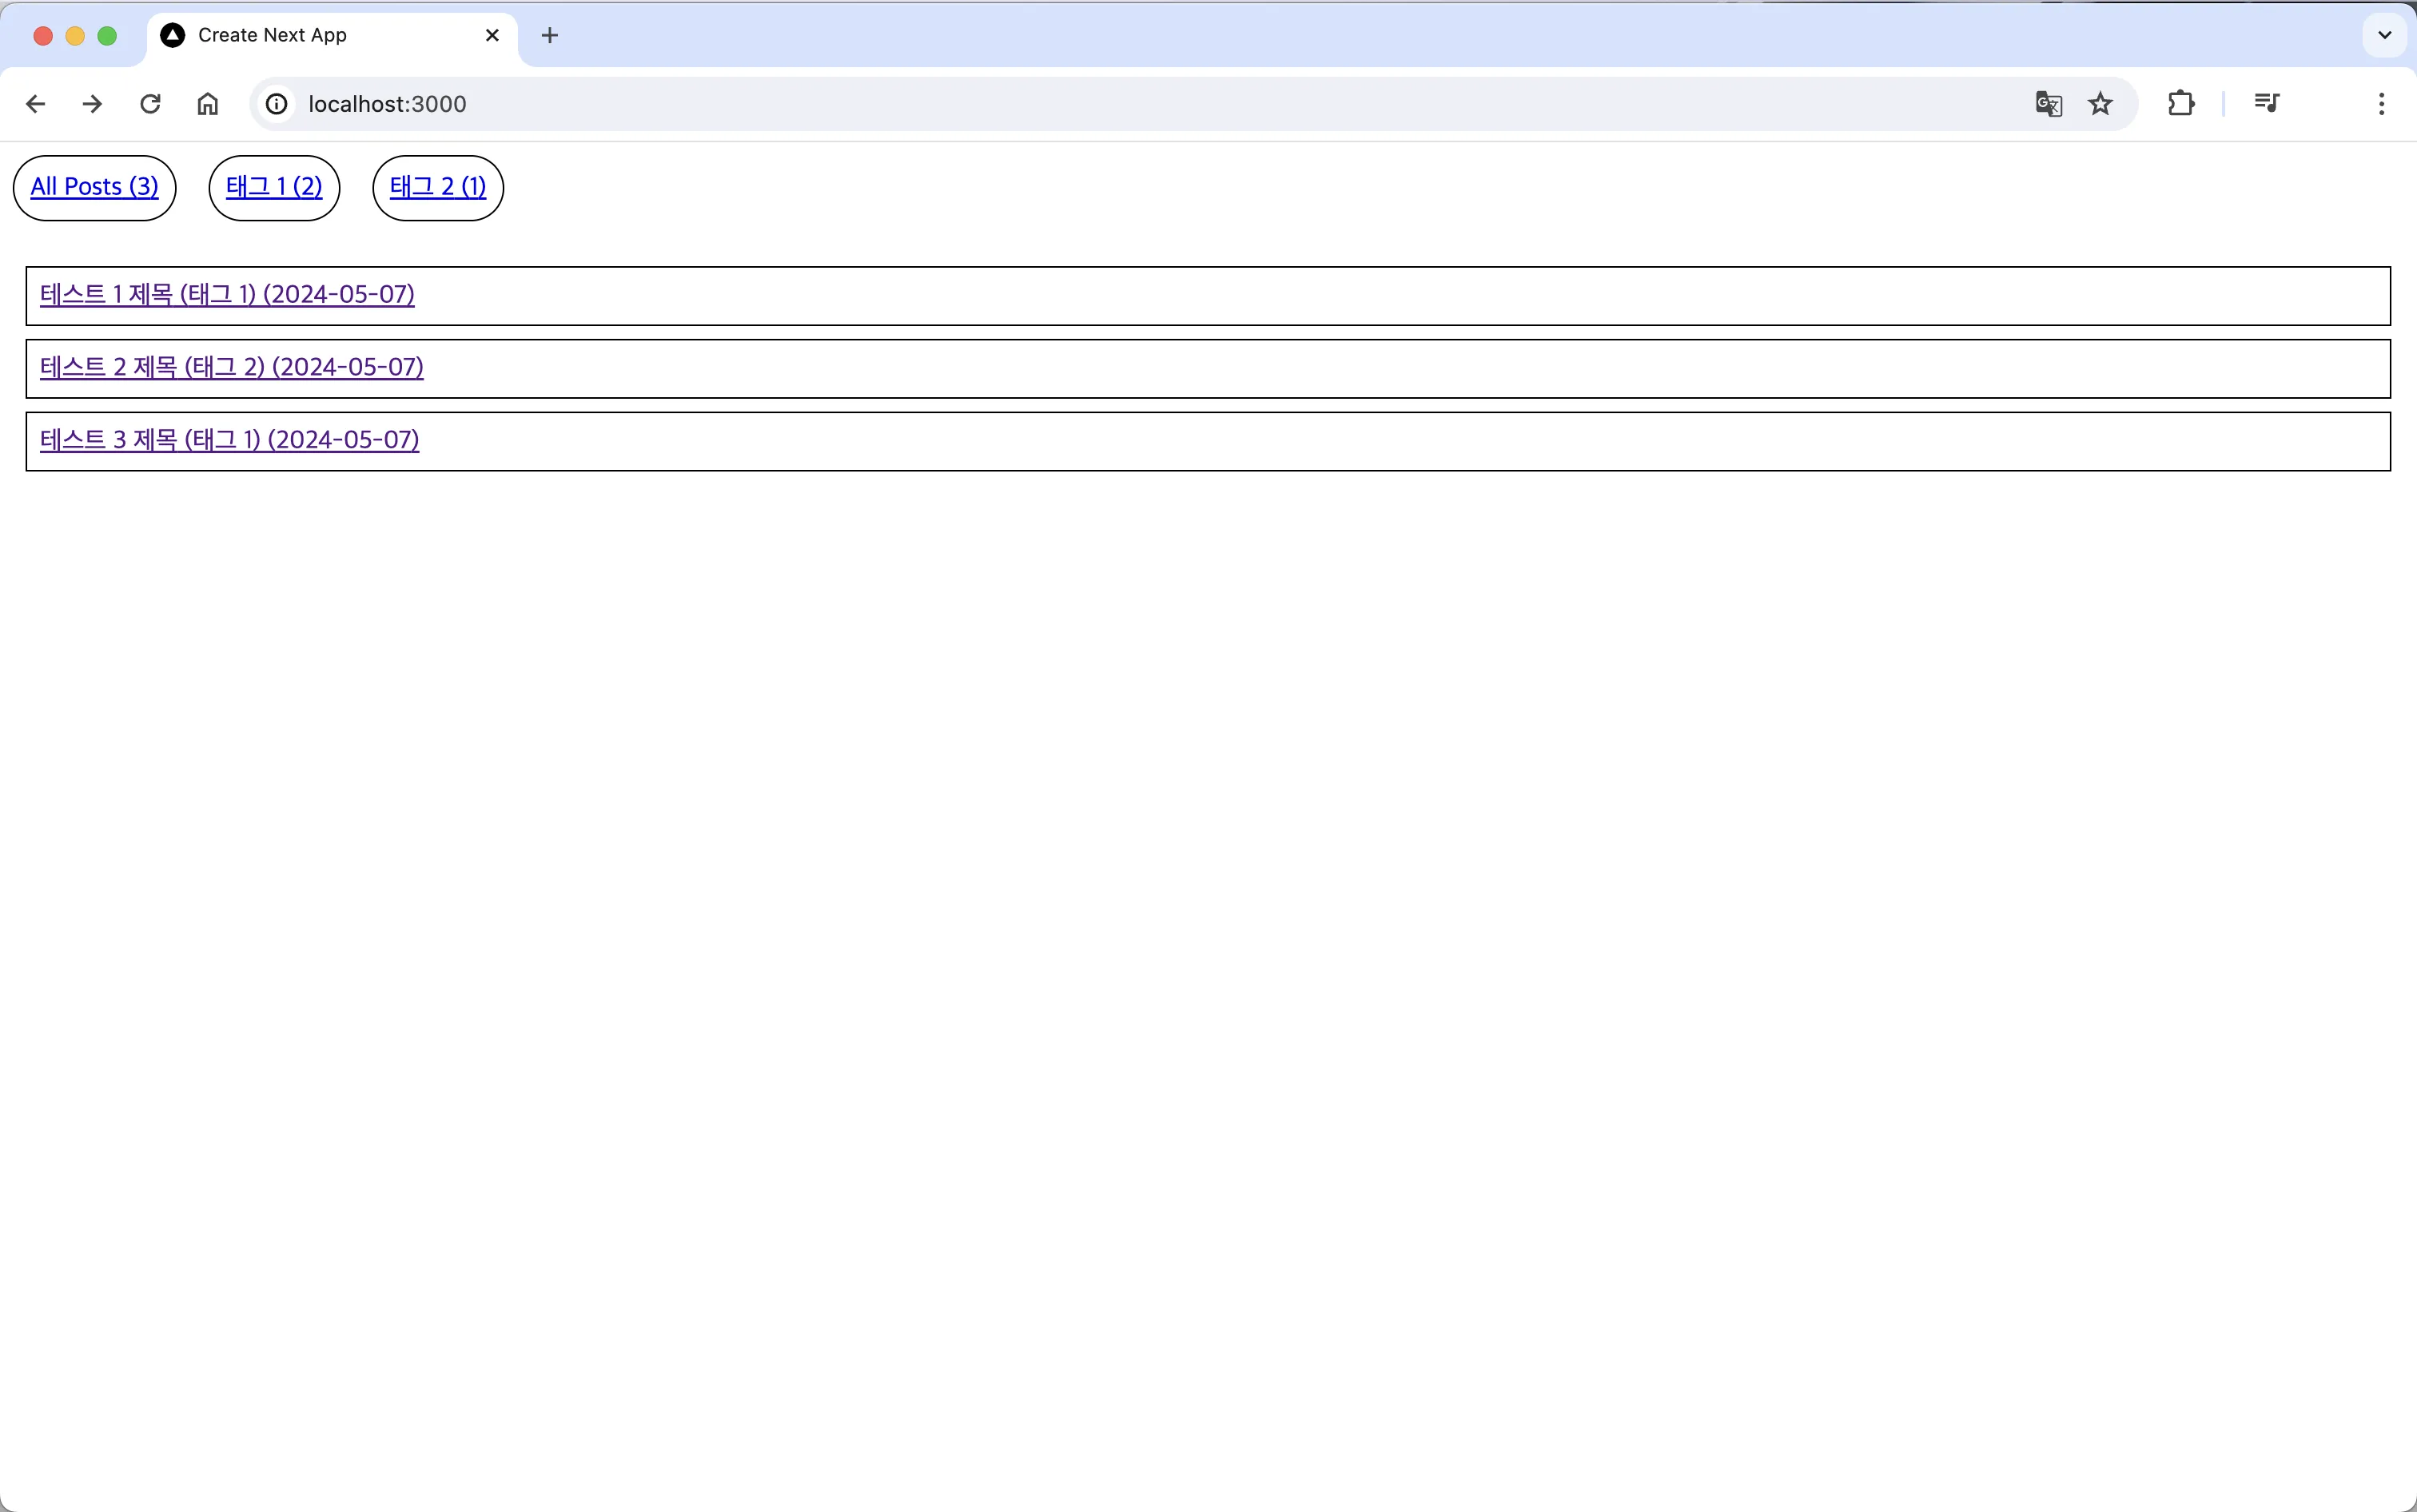 Create Next App
localhost:3000
All Posts (3) 태그 1 (2) 태그 2 (1)
테스트 1 제목 (태그 1) (2024-05-07)
테스트 2 제목 (태그 2) (2024-05-07)
테스트 3 제목 (태그 1) (2024-05-07)